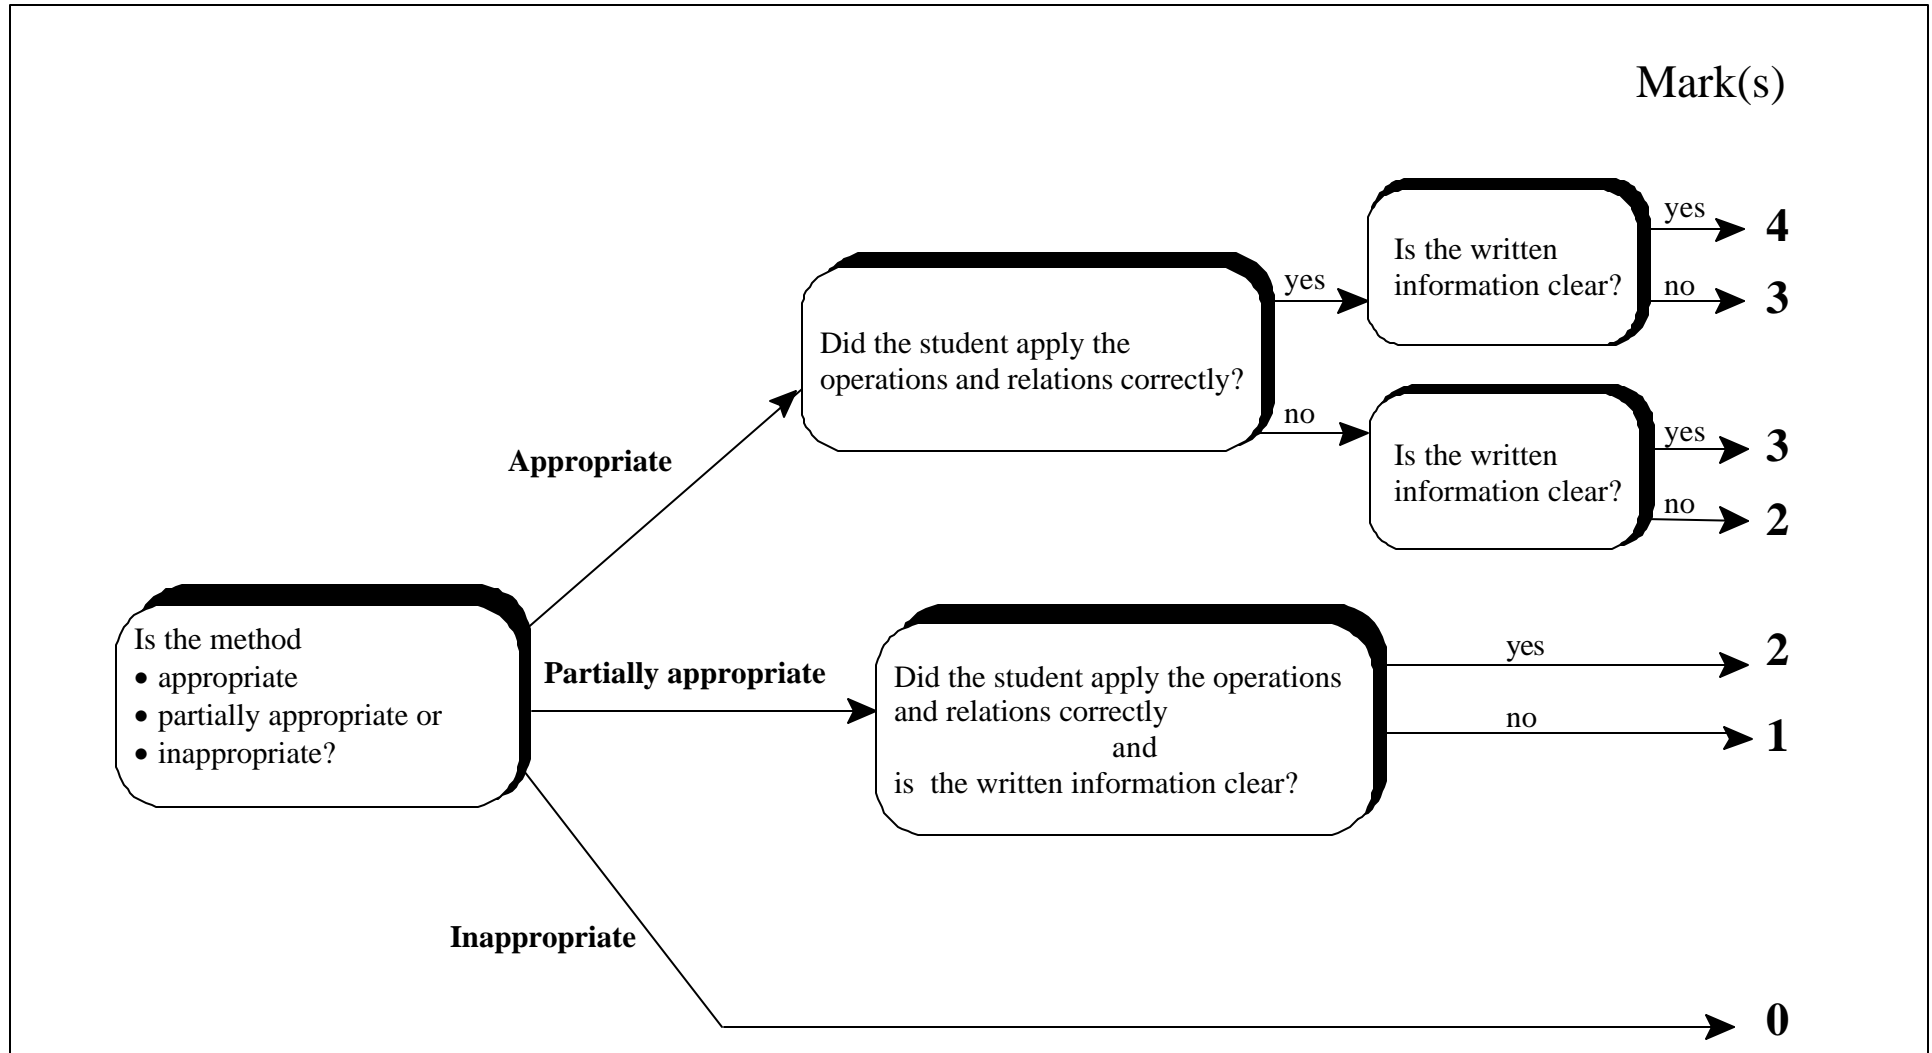 Mark(s)
Is the method
• appropriate
• partially appropriate or
• inappropriate?
Appropriate
Did the student apply the
operations and relations correctly?
yes
Is the written
information clear?
yes
4
no
3
no
Is the written
information clear?
yes
3
no
2
Partially appropriate
Did the student apply the operations
and relations correctly
and
is the written information clear?
yes
2
no
1
Inappropriate
0